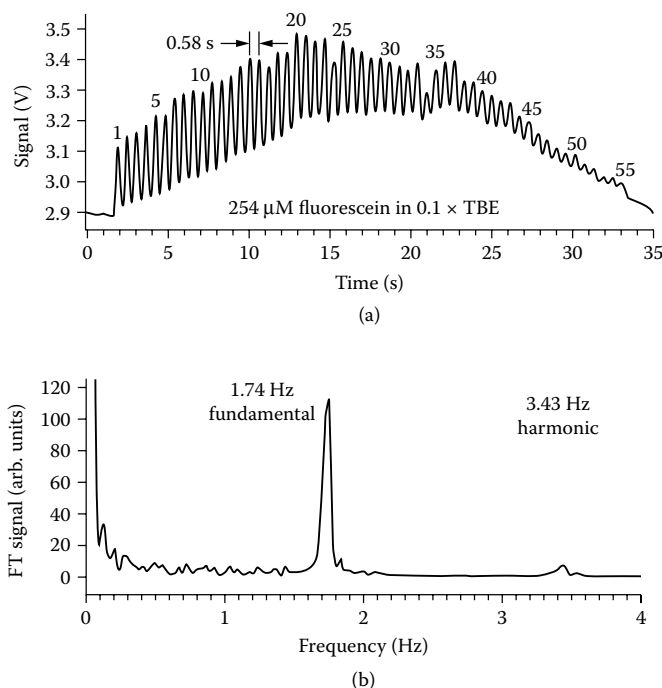 3.5
3.4
3.3
3.2
3.1
3.0
2.9
Signal (V)
0.58 s
1
5
10
20
25
30
35
40
45
50
55
254 µM fluorescein in 0.1 × TBE
0 5 10 15 20 25 30 35
Time (s)
(a)
120
100
80
60
40
20
0
FT signal (arb. units)
1.74 Hz
fundamental
3.43 Hz
harmonic
0 1 2 3 4
Frequency (Hz)
(b)